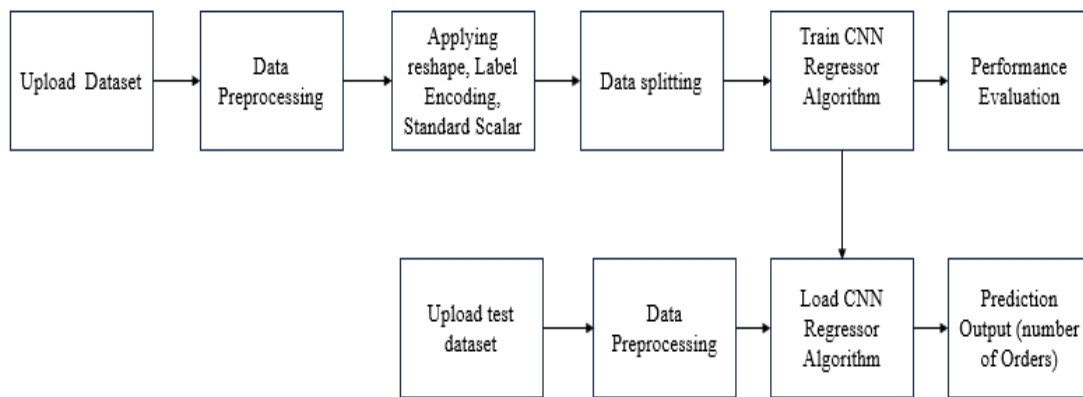 Upload Dataset
Data
Preprocessing
Applying
reshape, Label
Encoding,
Standard Scalar
Data splitting
Train CNN
Regressor
Algorithm
Performance
Evaluation
Upload test
dataset
Data
Preprocessing
Load CNN
Regressor
Algorithm
Prediction
Output (number
of Orders)